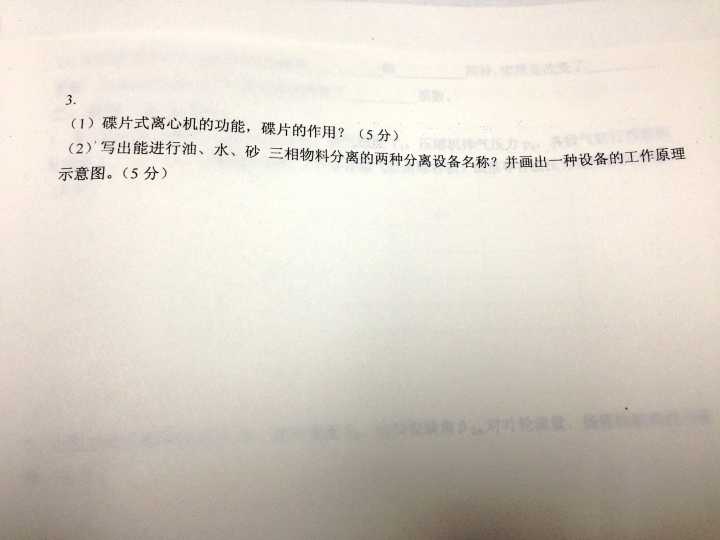 3.
（1）碟片式离心机的功能，碟片的作用？（5 分）
（2）写出能进行油、水、砂 三相物料分离的两种分离设备名称？并画出一种设备的工作原理
示意图。（5 分）